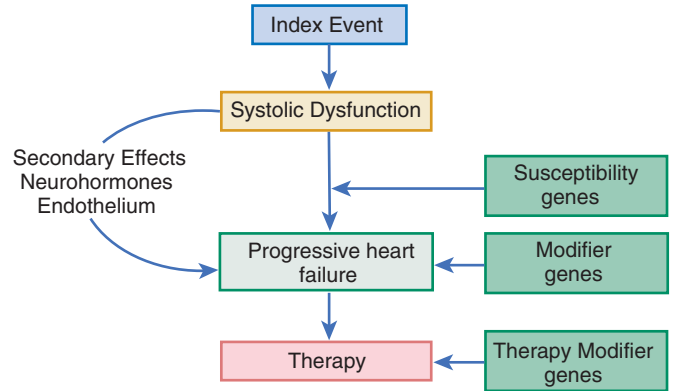 Index Event
Systolic Dysfunction
Secondary Effects
Neurohormones
Endothelium
Susceptibility
genes
Progressive heart
failure
Modifier
genes
Therapy
Therapy Modifier
genes